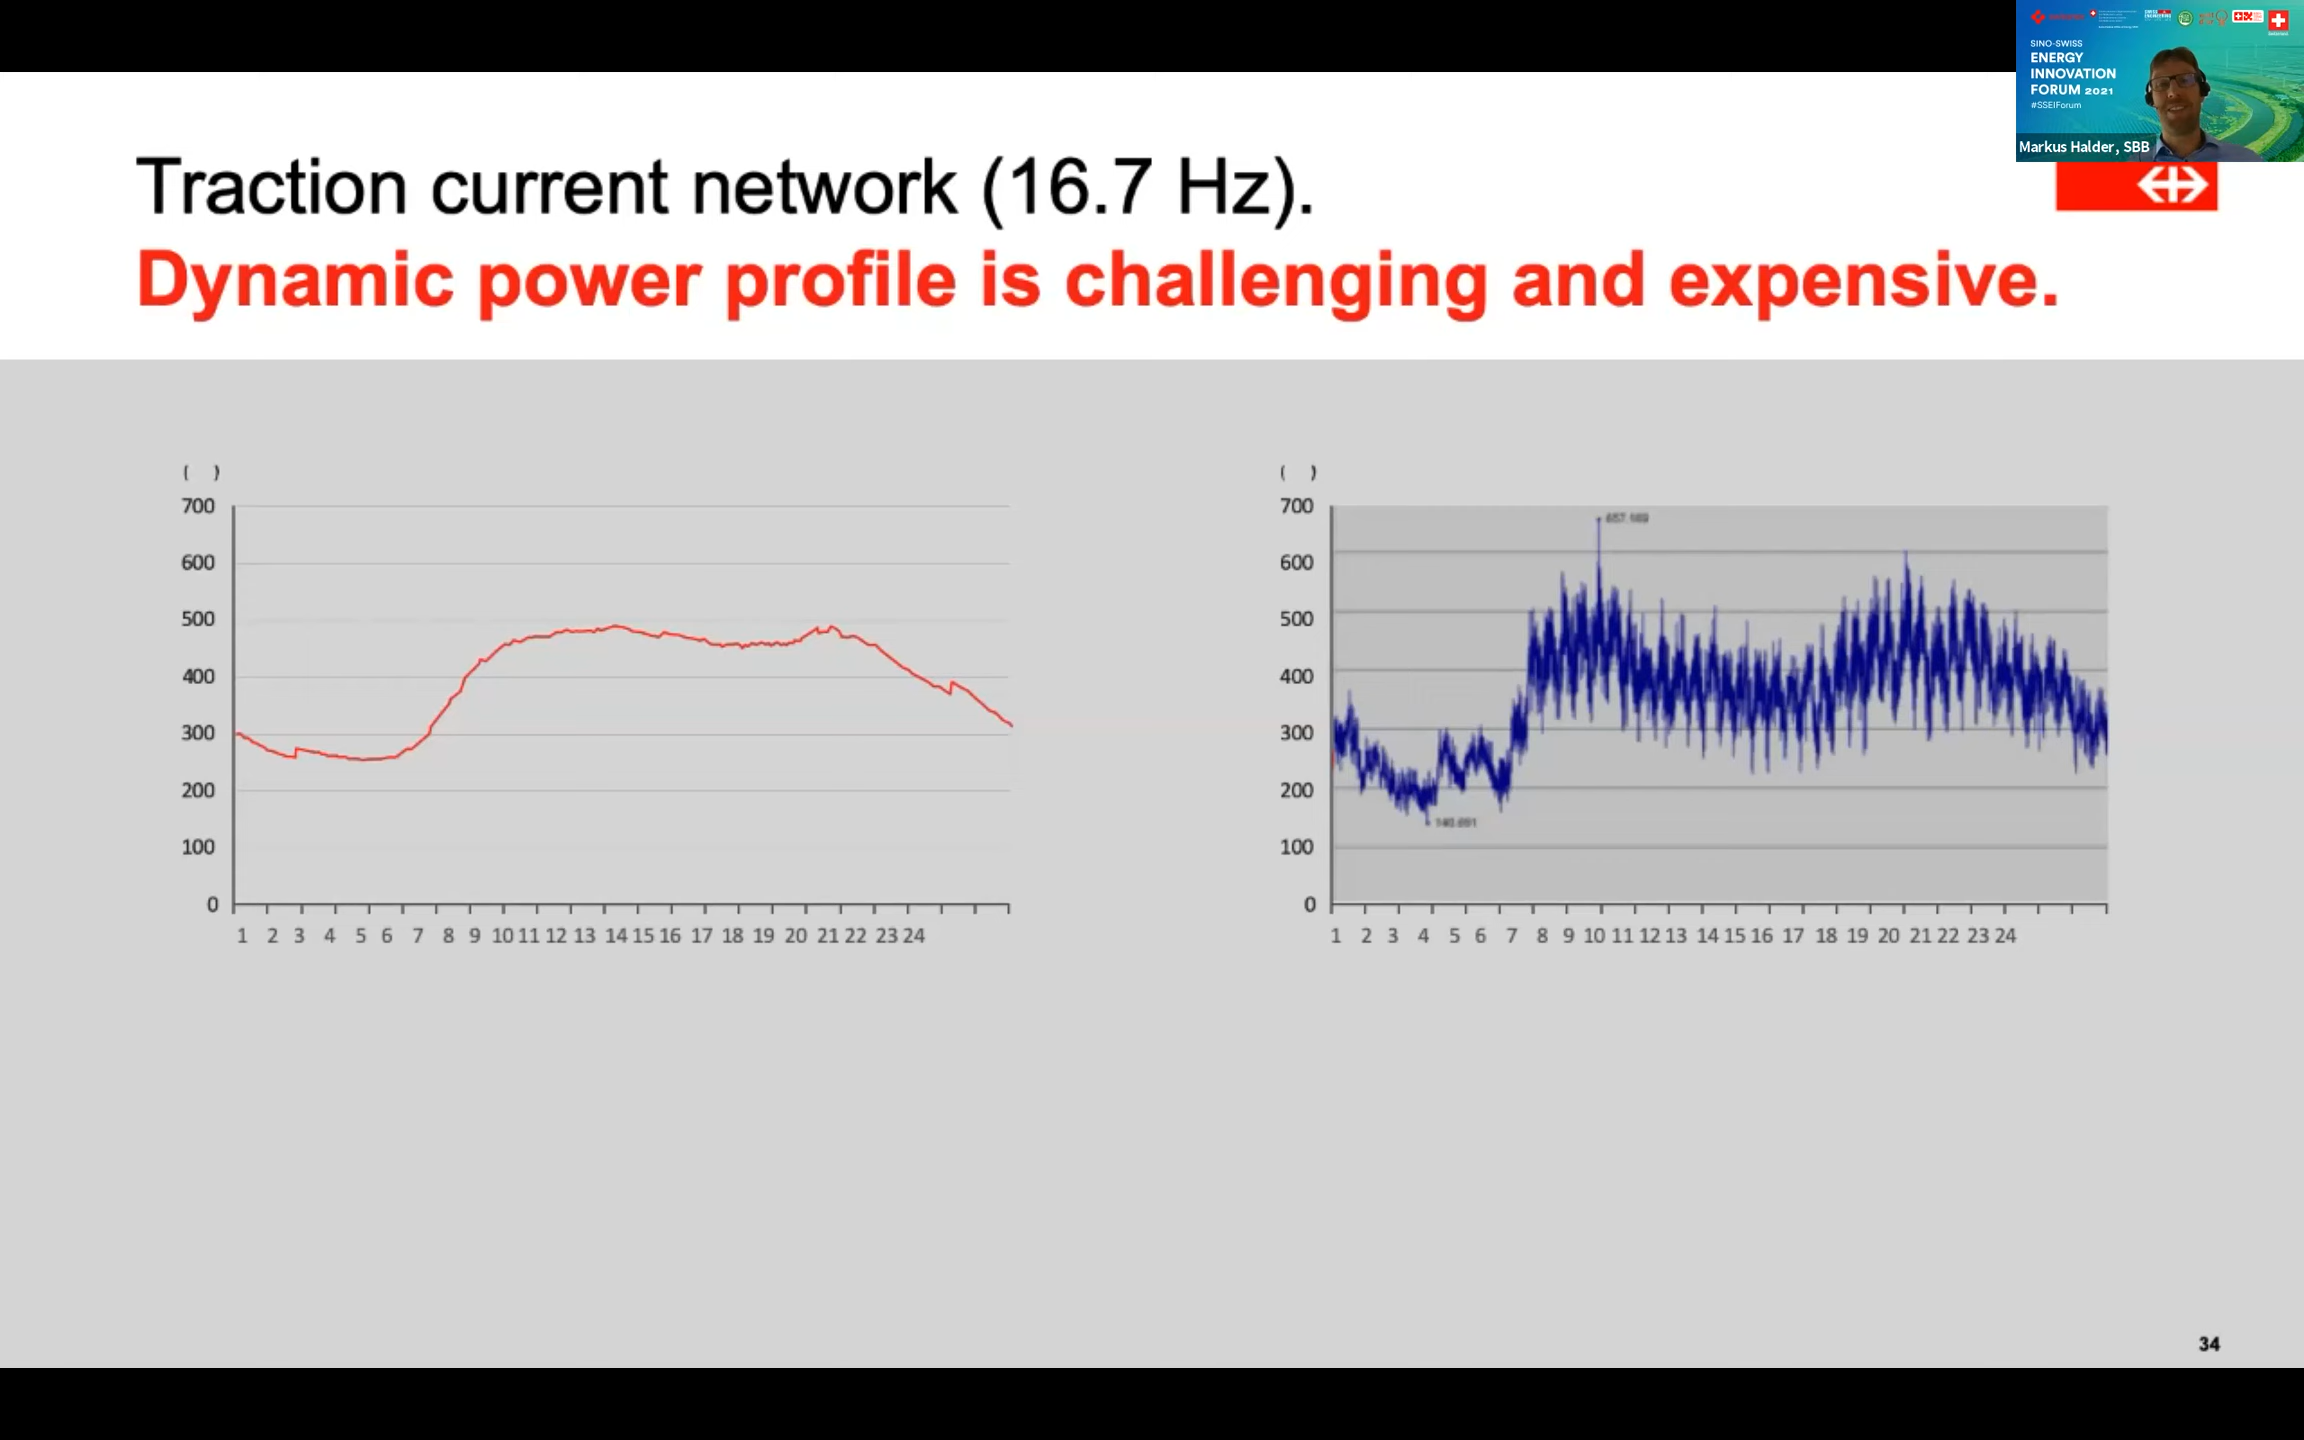 SINO-SWISS
ENERGY
INNOVATION
FORUM 2021
#SSEIForum
Markus Halder, SBB
Traction current network (16.7 Hz).
Dynamic power profile is challenging and expensive.
( )
700
600
500
400
300
200
100
0
1 2 3 4 5 6 7 8 9 10 11 12 13 14 15 16 17 18 19 20 21 22 23 24
( )
700
600
500
400
300
200
100
0
1 2 3 4 5 6 7 8 9 10 11 12 13 14 15 16 17 18 19 20 21 22 23 24
34